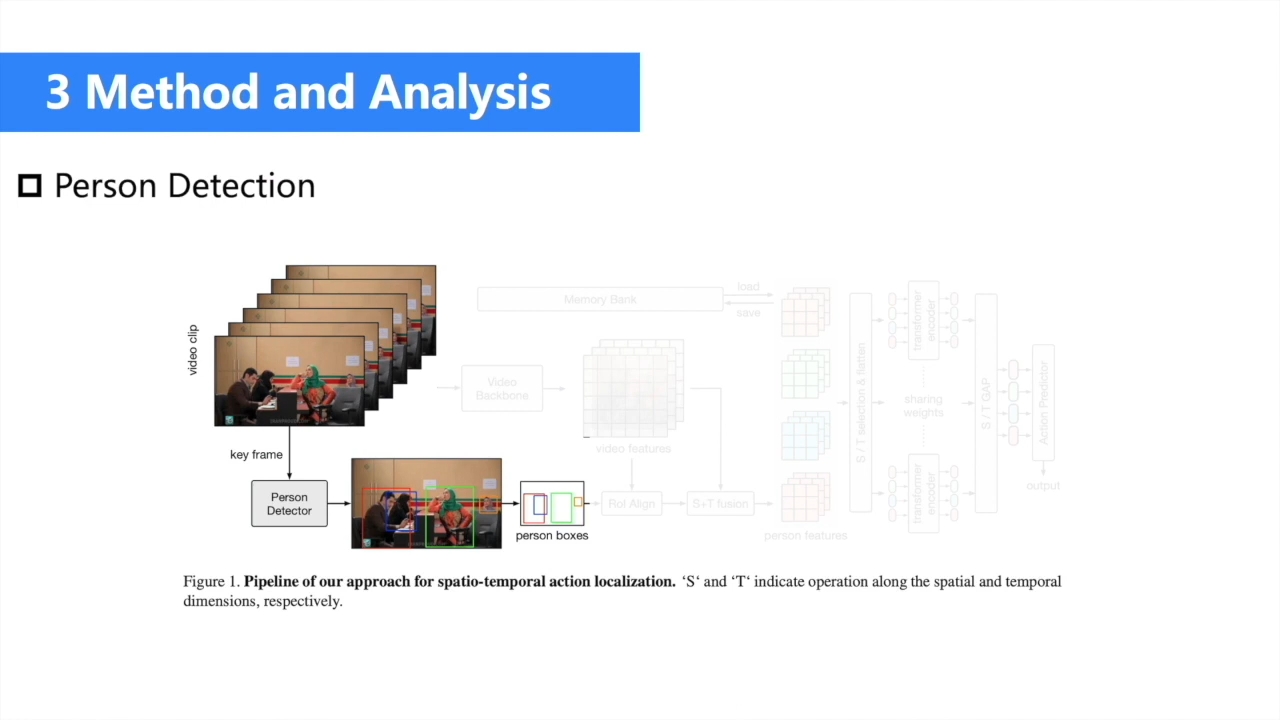 3 Method and Analysis
Person Detection
video clip
key frame
Person
Detector
person boxes
Memory Bank
load
save
Video
Backbone
video features
RoI Align
S+T fusion
person features
S / T selection & flatten
transformer
encoder
sharing
weights
transformer
encoder
S / T GAP
Action Predictor
output
Figure 1. Pipeline of our approach for spatio-temporal action localization. ‘S‘ and ‘T‘ indicate operation along the spatial and temporal
dimensions, respectively.